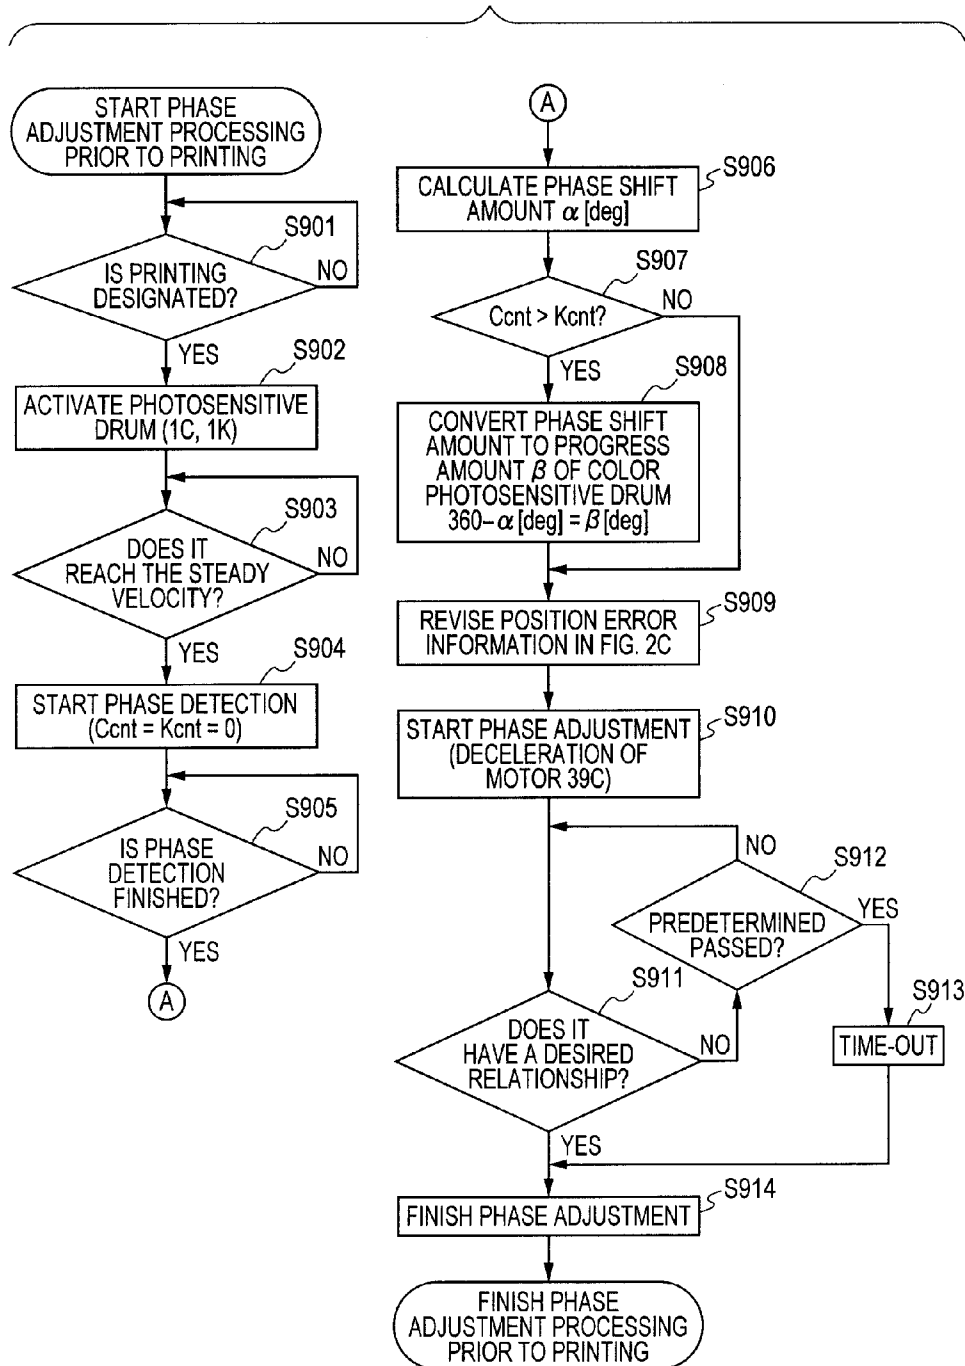 START PHASE
ADJUSTMENT PROCESSING
PRIOR TO PRINTING
S901
IS PRINTING
DESIGNATED?
NO
YES
S902
ACTIVATE PHOTOSENSITIVE
DRUM (1C, 1K)
S903
DOES IT
REACH THE STEADY
VELOCITY?
NO
YES
S904
START PHASE DETECTION
(Ccnt = Kcnt = 0)
S905
IS PHASE
DETECTION
FINISHED?
NO
YES
A
A
S906
CALCULATE PHASE SHIFT
AMOUNT α [deg]
S907
Ccnt > Kcnt?
NO
YES
S908
CONVERT PHASE SHIFT
AMOUNT TO PROGRESS
AMOUNT β OF COLOR
PHOTOSENSITIVE DRUM
360–α [deg] = β [deg]
S909
REVISE POSITION ERROR
INFORMATION IN FIG. 2C
S910
START PHASE ADJUSTMENT
(DECELERATION OF
MOTOR 39C)
NO
S912
PREDETERMINED
PASSED?
YES
S911
DOES IT
HAVE A DESIRED
RELATIONSHIP?
NO
S913
TIME-OUT
YES
S914
FINISH PHASE ADJUSTMENT
FINISH PHASE
ADJUSTMENT PROCESSING
PRIOR TO PRINTING